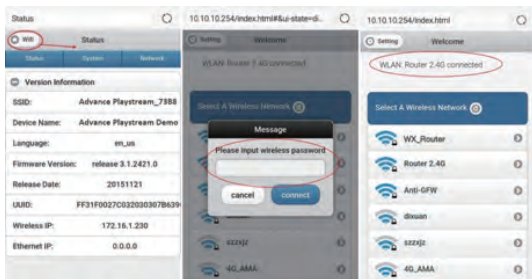 Status
Wifi
Status
Status
System
Network
Version Information
SSID: Advance Playstream_73B8
Device Name: Advance Playstream Demo
Language: en_us
Firmware Version: release 3.1.2421.0
Release Date: 20151121
UUID: FF31F0027C032030307B639
Wireless IP: 172.16.1.230
Ethernet IP: 0.0.0.0
10.10.10.254/index.html#&ui-state=di...
Setting
Welcome
WLAN: Router 2.4G connected
Select A Wireless Network
Message
Please input wireless password
cancel
connect
szzxjz
4G_AMA
10.10.10.254/index.html
Setting
Welcome
WLAN: Router 2.4G connected
Select A Wireless Network
WX_Router
Router 2.4G
Anti-GFW
dixuan
szzxjz
4G_AMA